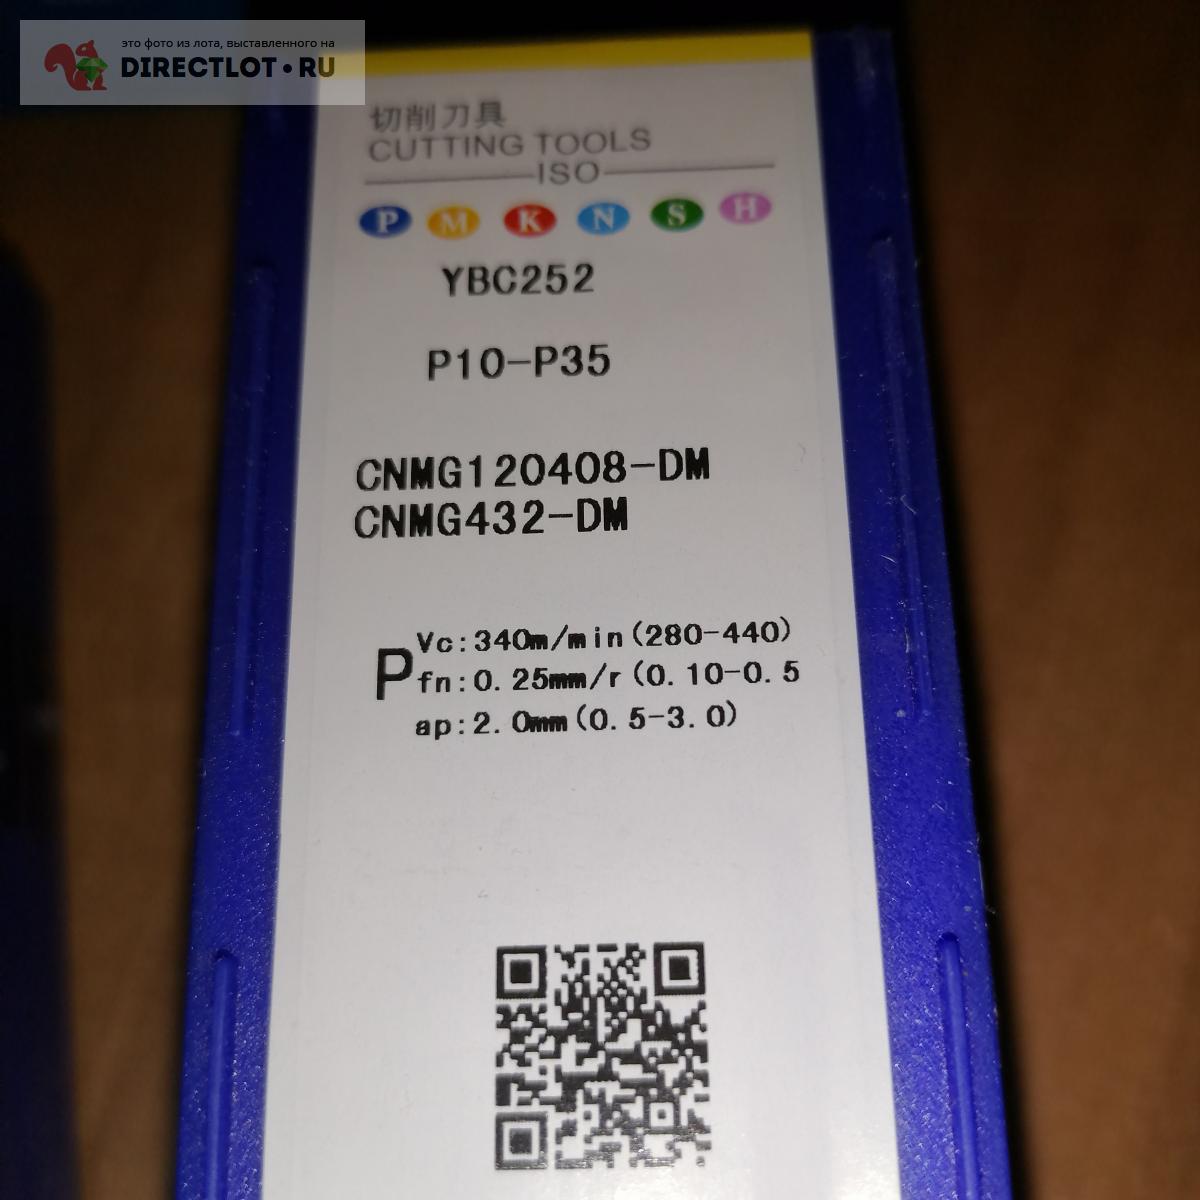 это фото из лота, выставленного на
DIRECTLOT•RU
切削刀具
CUTTING TOOLS
ISO
P M K N S H
YBC252
P10-P35
CNMG120408-DM
CNMG432-DM
P
Vc:340m/min(280-440)
fn:0.25mm/r(0.10-0.5
ap:2.0mm(0.5-3.0)